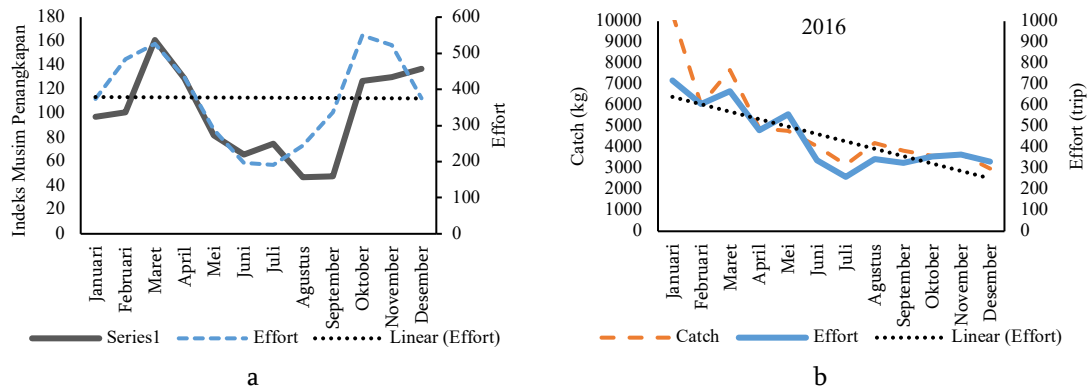 Indeks Musim Penangkapan
180
160
140
120
100
80
60
40
20
0
600
500
400
300
200
100
0
Effort
Januari
Februari
Maret
April
Mei
Juni
Juli
Agustus
September
Oktober
November
Desember
Series1
Effort
Linear (Effort)
a
2016
Catch (kg)
10000
9000
8000
7000
6000
5000
4000
3000
2000
1000
0
1000
900
800
700
600
500
400
300
200
100
0
Effort (trip)
Januari
Februari
Maret
April
Mei
Juni
Juli
Agustus
September
Oktober
November
Desember
Catch
Effort
Linear (Effort)
b